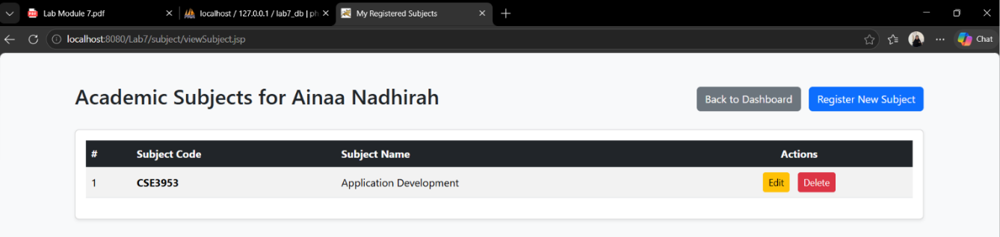 Lab Module 7.pdf
localhost / 127.0.0.1 / lab7_db | ph
My Registered Subjects
localhost:8080/Lab7/subject/viewSubject.jsp
Chat
Academic Subjects for Ainaa Nadhirah
Back to Dashboard
Register New Subject
# Subject Code Subject Name Actions
1 CSE3953 Application Development Edit Delete